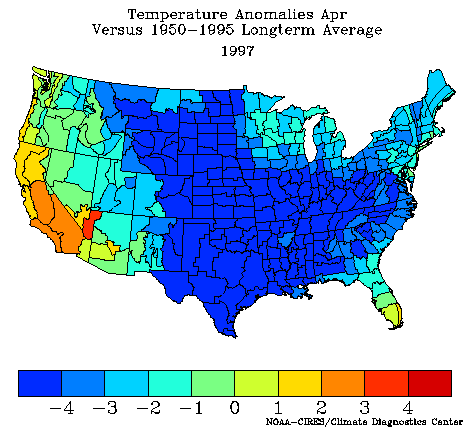 Temperature Anomalies Apr
Versus 1950-1995 Longterm Average
1997
-4 -3 -2 -1 0 1 2 3 4
NOAA-CIRES/Climate Diagnostics Center